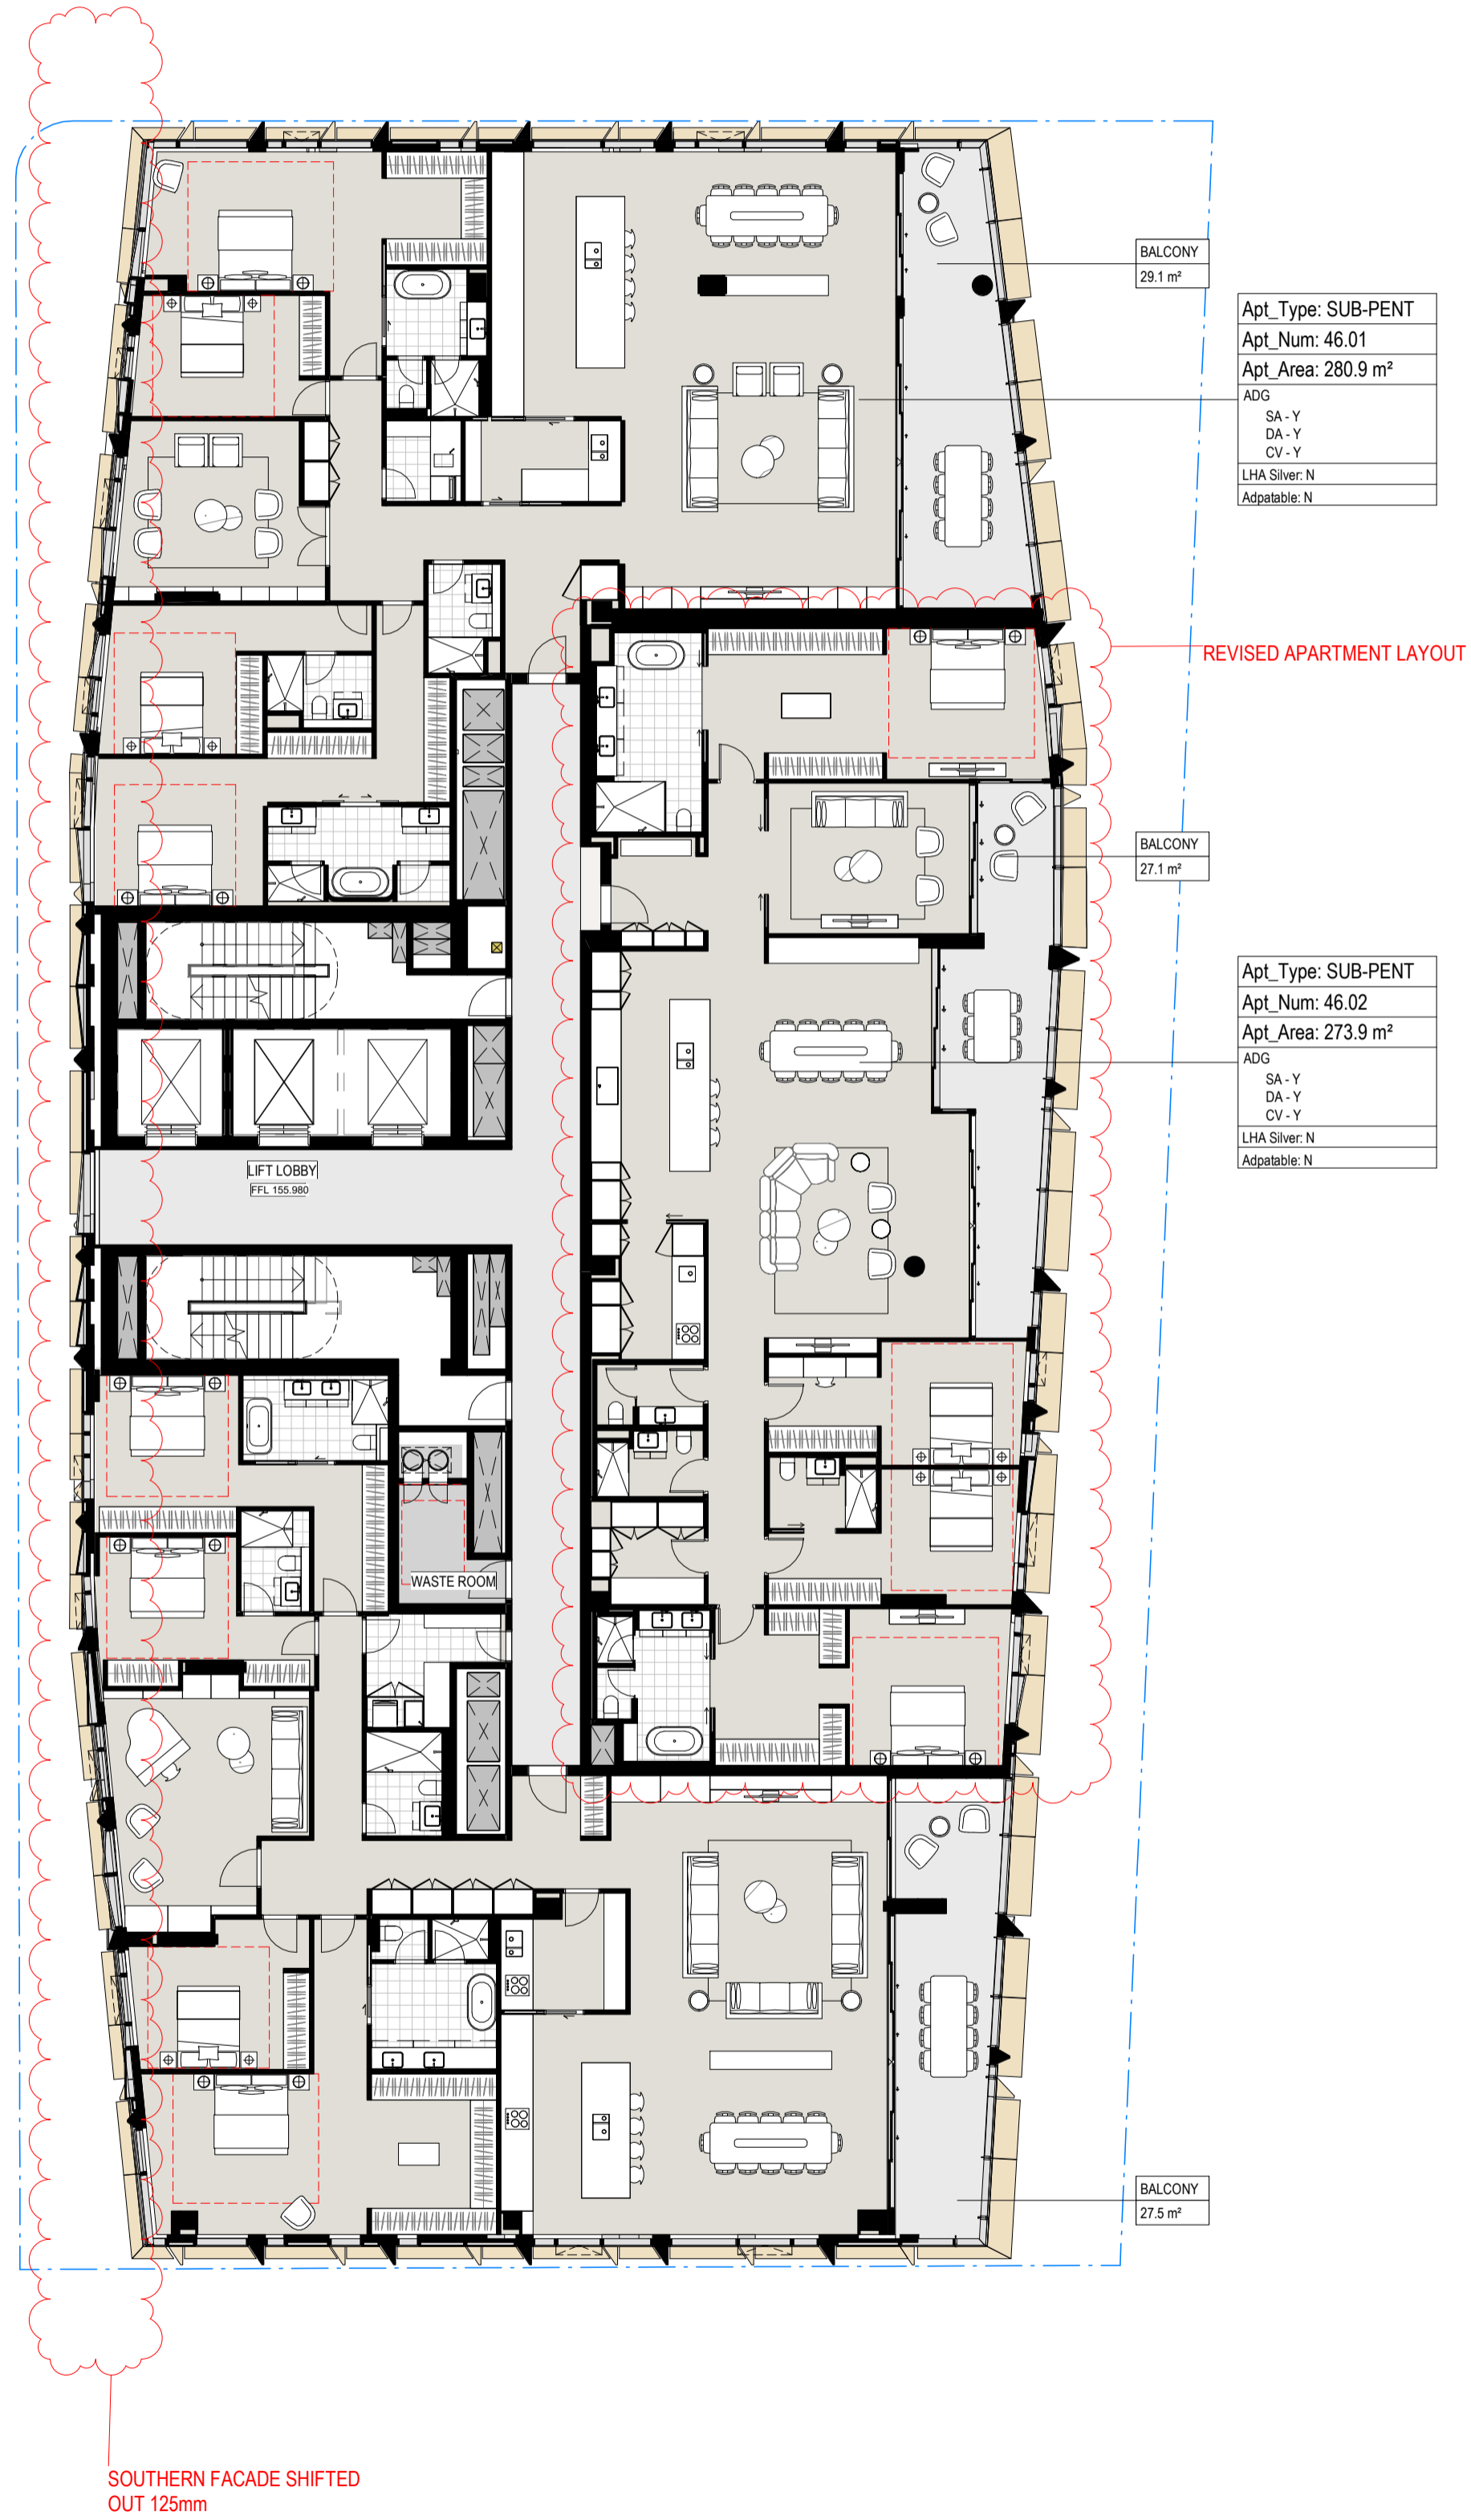 BALCONY
29.1 m²
Apt_Type: SUB-PENT
Apt_Num: 46.01
Apt_Area: 280.9 m²
ADG
SA - Y
DA - Y
CV - Y
LHA Silver: N
Adpatable: N
REVISED APARTMENT LAYOUT
BALCONY
27.1 m²
Apt_Type: SUB-PENT
Apt_Num: 46.02
Apt_Area: 273.9 m²
ADG
SA - Y
DA - Y
CV - Y
LHA Silver: N
Adpatable: N
LIFT LOBBY
FFL 155.980
WASTE ROOM
BALCONY
27.5 m²
SOUTHERN FACADE SHIFTED
OUT 125mm